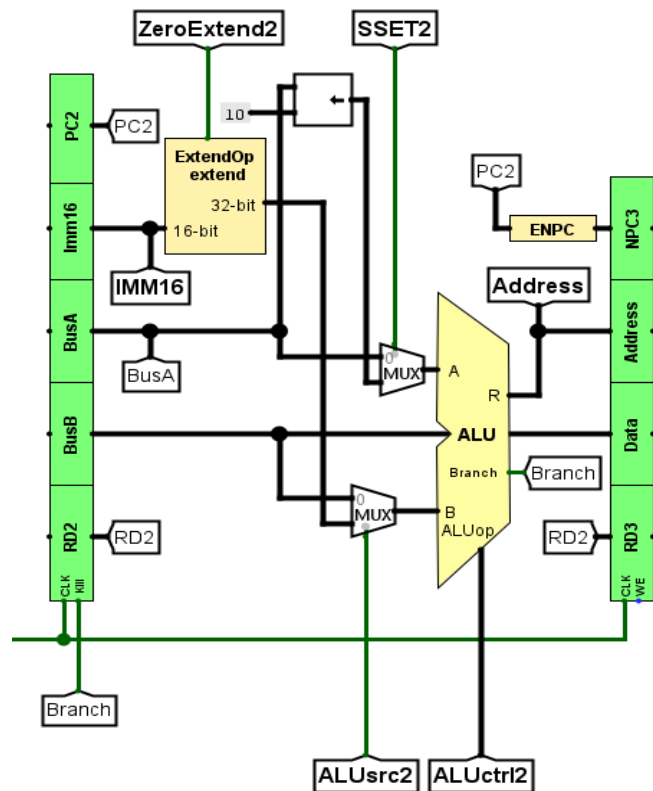 ZeroExtend2
SSET2
PC2
PC2
10
ExtendOp
extend
32-bit
16-bit
Imm16
IMM16
PC2
ENPC
NPC3
Address
Address
BusA
BusA
0
MUX
A
R
BusB
ALU
Data
Branch
Branch
0
MUX
B
ALUop
RD2
RD2
RD2
RD3
CLK
Kill
CLK
WE
Branch
ALUsrc2
ALUctrl2